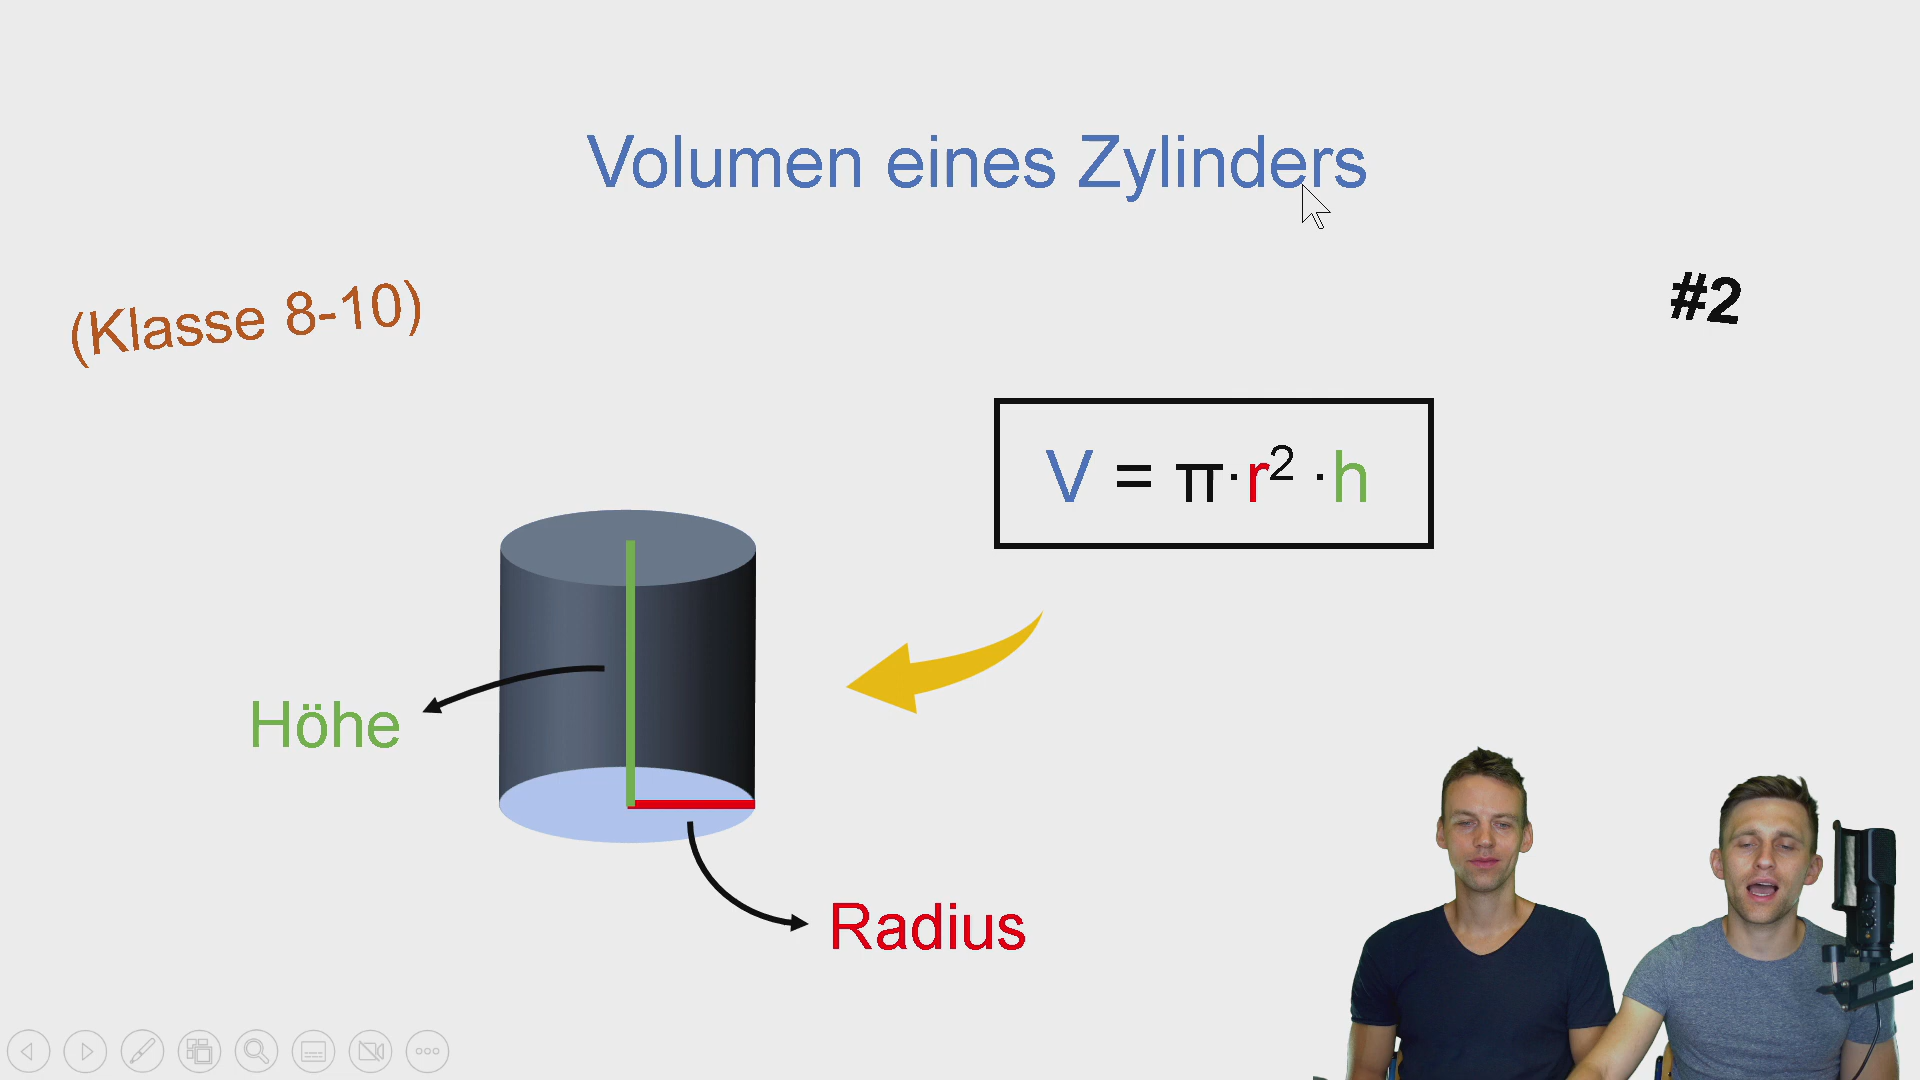 Volumen eines Zylinders
(Klasse 8-10)
#2
V = π·r² ·h
Höhe
Radius